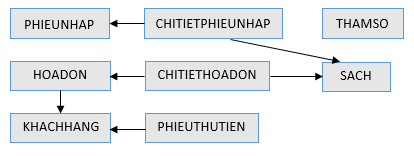 PHIEUNHAP CHITIETPHIEUNHAP THAMSO
HOADON CHITIETHOADON SACH
KHACHHANG PHIEUTHUTIEN